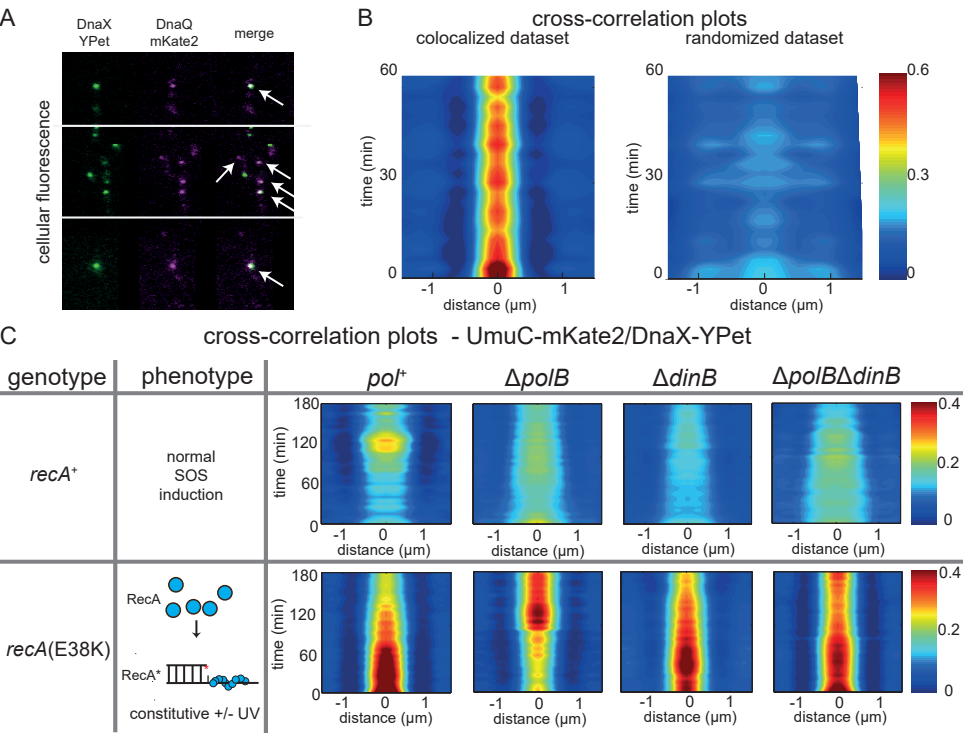 A
DnaX
YPet
DnaQ
mKate2
merge
cellular fluorescence
B
cross-correlation plots
colocalized dataset
randomized dataset
60
30
0
time (min)
-1 0 1
distance (µm)
60
30
0
time (min)
-1 0 1
distance (µm)
0.6
0.3
0
C
cross-correlation plots - UmuC-mKate2/DnaX-YPet
genotype
phenotype
pol+
ΔpolB
ΔdinB
ΔpolBΔdinB
recA+
normal
SOS
induction
180
120
60
0
time (min)
-1 0 1
distance (µm)
-1 0 1
distance (µm)
-1 0 1
distance (µm)
-1 0 1
distance (µm)
0.4
0.2
0
recA(E38K)
RecA
RecA*
*
constitutive +/- UV
180
120
60
0
time (min)
-1 0 1
distance (µm)
-1 0 1
distance (µm)
-1 0 1
distance (µm)
-1 0 1
distance (µm)
0.4
0.2
0